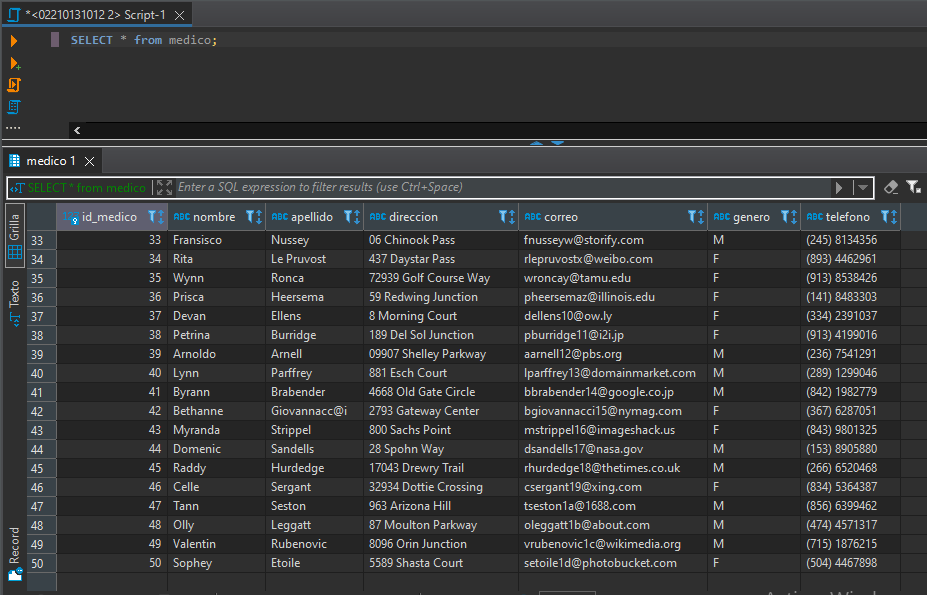 *<02210131012 2> Script-1
SELECT * from medico;
medico 1
SELECT * from medico Enter a SQL expression to filter results (use Ctrl+Space)
Grilla
Texto
Record
id_medico ABC nombre ABC apellido ABC direccion ABC correo ABC genero ABC telefono
33 33 Fransisco Nussey 06 Chinook Pass fnusseyw@storify.com M (245) 8134356
34 34 Rita Le Pruvost 437 Daystar Pass rlepruvostx@weibo.com F (893) 4462961
35 35 Wynn Ronca 72939 Golf Course Way wroncay@tamu.edu F (913) 8538426
36 36 Prisca Heersema 59 Redwing Junction pheersemaz@illinois.edu F (141) 8483303
37 37 Devan Ellens 8 Morning Court dellens10@ow.ly F (334) 2391037
38 38 Petrina Burridge 189 Del Sol Junction pburridge11@i2i.jp F (913) 4199016
39 39 Arnoldo Arnell 09907 Shelley Parkway aarnell12@pbs.org M (236) 7541291
40 40 Lynn Parffrey 881 Esch Court lparffrey13@domainmarket.com M (289) 1299046
41 41 Byrann Brabender 4668 Old Gate Circle bbrabender14@google.co.jp M (842) 1982779
42 42 Bethanne Giovannacc@i 2793 Gateway Center bgiovannacci15@nymag.com F (367) 6287051
43 43 Myranda Strippel 800 Sachs Point mstrippel16@imageshack.us F (843) 9801325
44 44 Domenic Sandells 28 Spohn Way dsandells17@nasa.gov M (153) 8905880
45 45 Raddy Hurdedge 17043 Drewry Trail rhurdedge18@thetimes.co.uk M (266) 6520468
46 46 Celle Sergant 32934 Dottie Crossing csergant19@xing.com F (834) 5364387
47 47 Tann Seston 963 Arizona Hill tseston1a@1688.com M (856) 6399462
48 48 Olly Leggatt 87 Moulton Parkway oleggatt1b@about.com M (474) 4571317
49 49 Valentin Rubenovic 8096 Orin Junction vrubenovic1c@wikimedia.org M (715) 1876215
50 50 Sophey Etoile 5589 Shasta Court setoile1d@photobucket.com F (504) 4467898